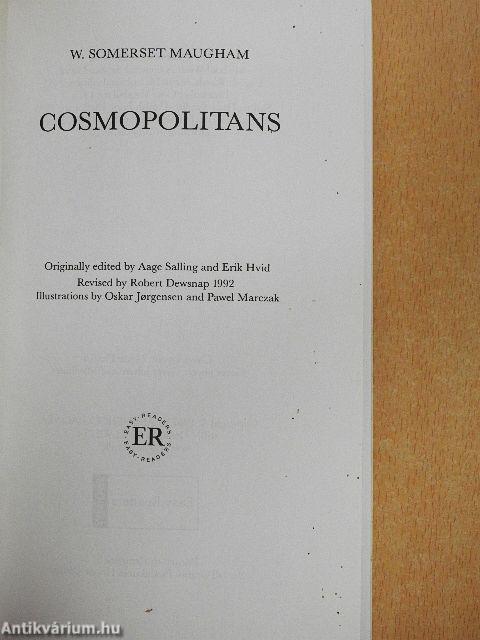 W. SOMERSET MAUGHAM
COSMOPOLITANS
Originally edited by Aage Salling and Erik Hvid
Revised by Robert Dewsnap 1992
Illustrations by Oskar Jørgensen and Pawel Marczak
EASY-READERS
ER
EASY-READERS
Antikvárium.hu